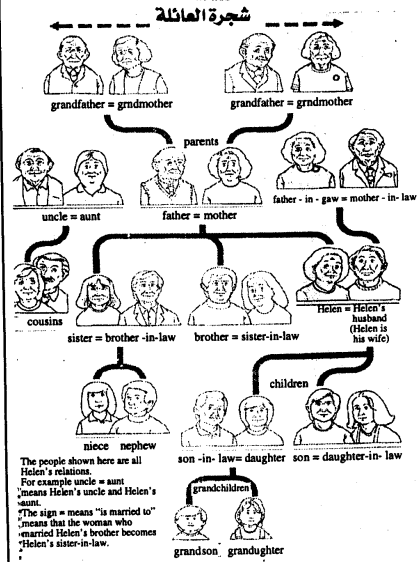 شجرة العائلة
grandfather = grndmother
grandfather = grndmother
parents
uncle = aunt
father = mother
father - in - gaw = mother - in - law
cousins
sister = brother -in-law
brother = sister-in-law
Helen = Helen's
husband
(Helen is
his wife)
children
niece nephew
son -in- law= daughter
son = daughter-in- law
grandchildren
grandson grandughter
The people shown here are all
Helen's relations.
For example uncle = aunt
means Helen's uncle and Helen's
aunt.
The sign = means "is married to"
means that the woman who
married Helen's brother becomes
Helen's sister-in-law.